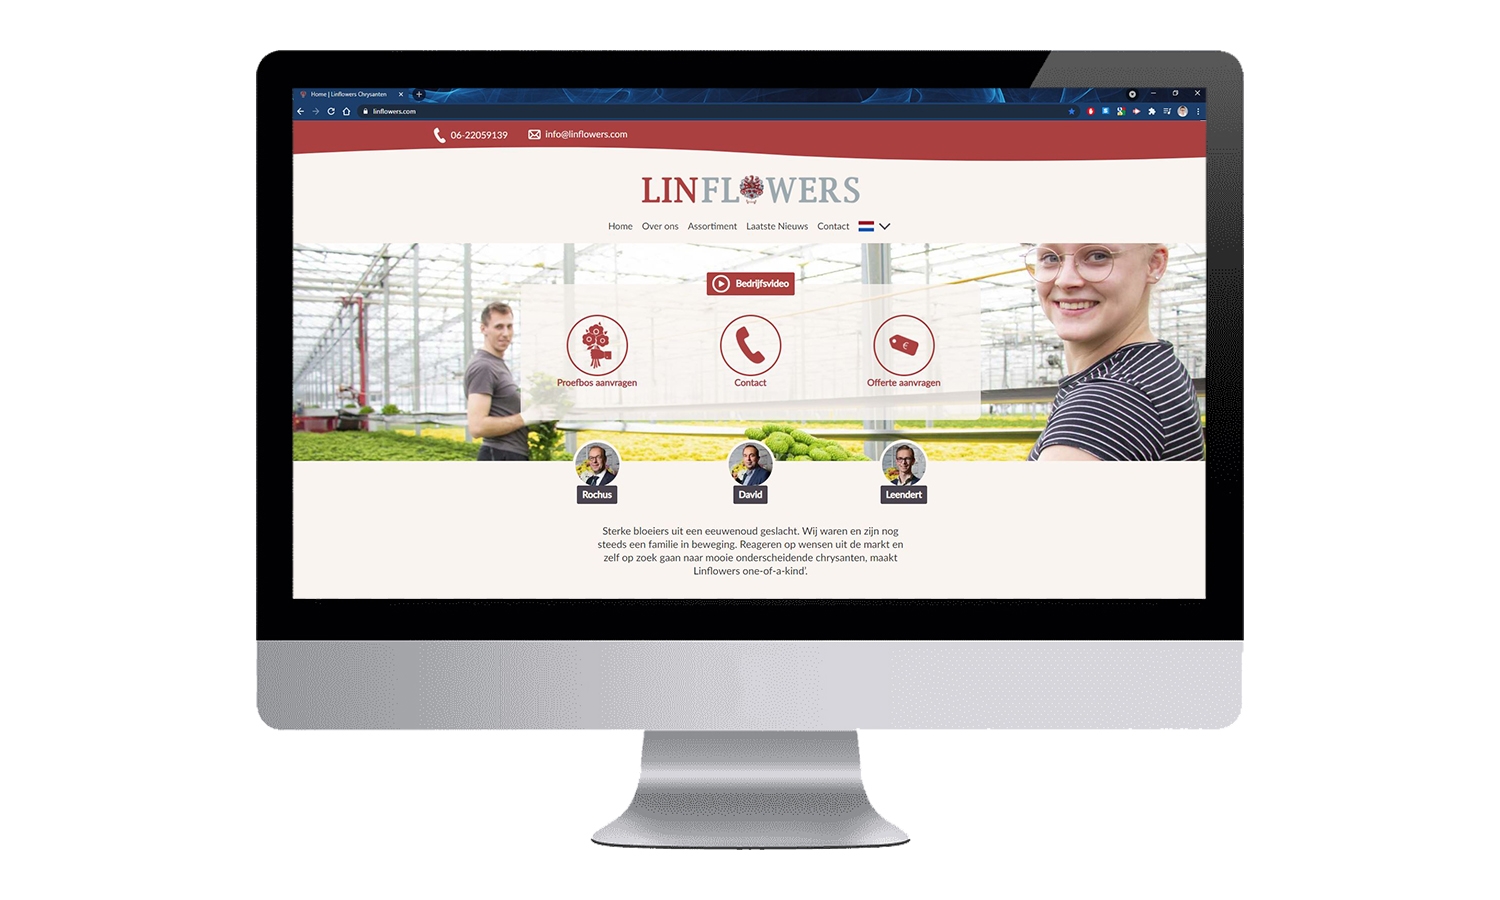 Home | Linflowers Chrysanten
linflowers.com
06-22059139 info@linflowers.com
LINFLOWERS
Home Over ons Assortiment Laatste Nieuws Contact
Bedrijfsvideo
€
Proefbos aanvragen Contact Offerte aanvragen
Rochus David Leendert
Sterke bloeiers uit een eeuwenoud geslacht. Wij waren en zijn nog
steeds een familie in beweging. Reageren op wensen uit de markt en
zelf op zoek gaan naar mooie onderscheidende chrysanten, maakt
Linflowers one-of-a-kind'.